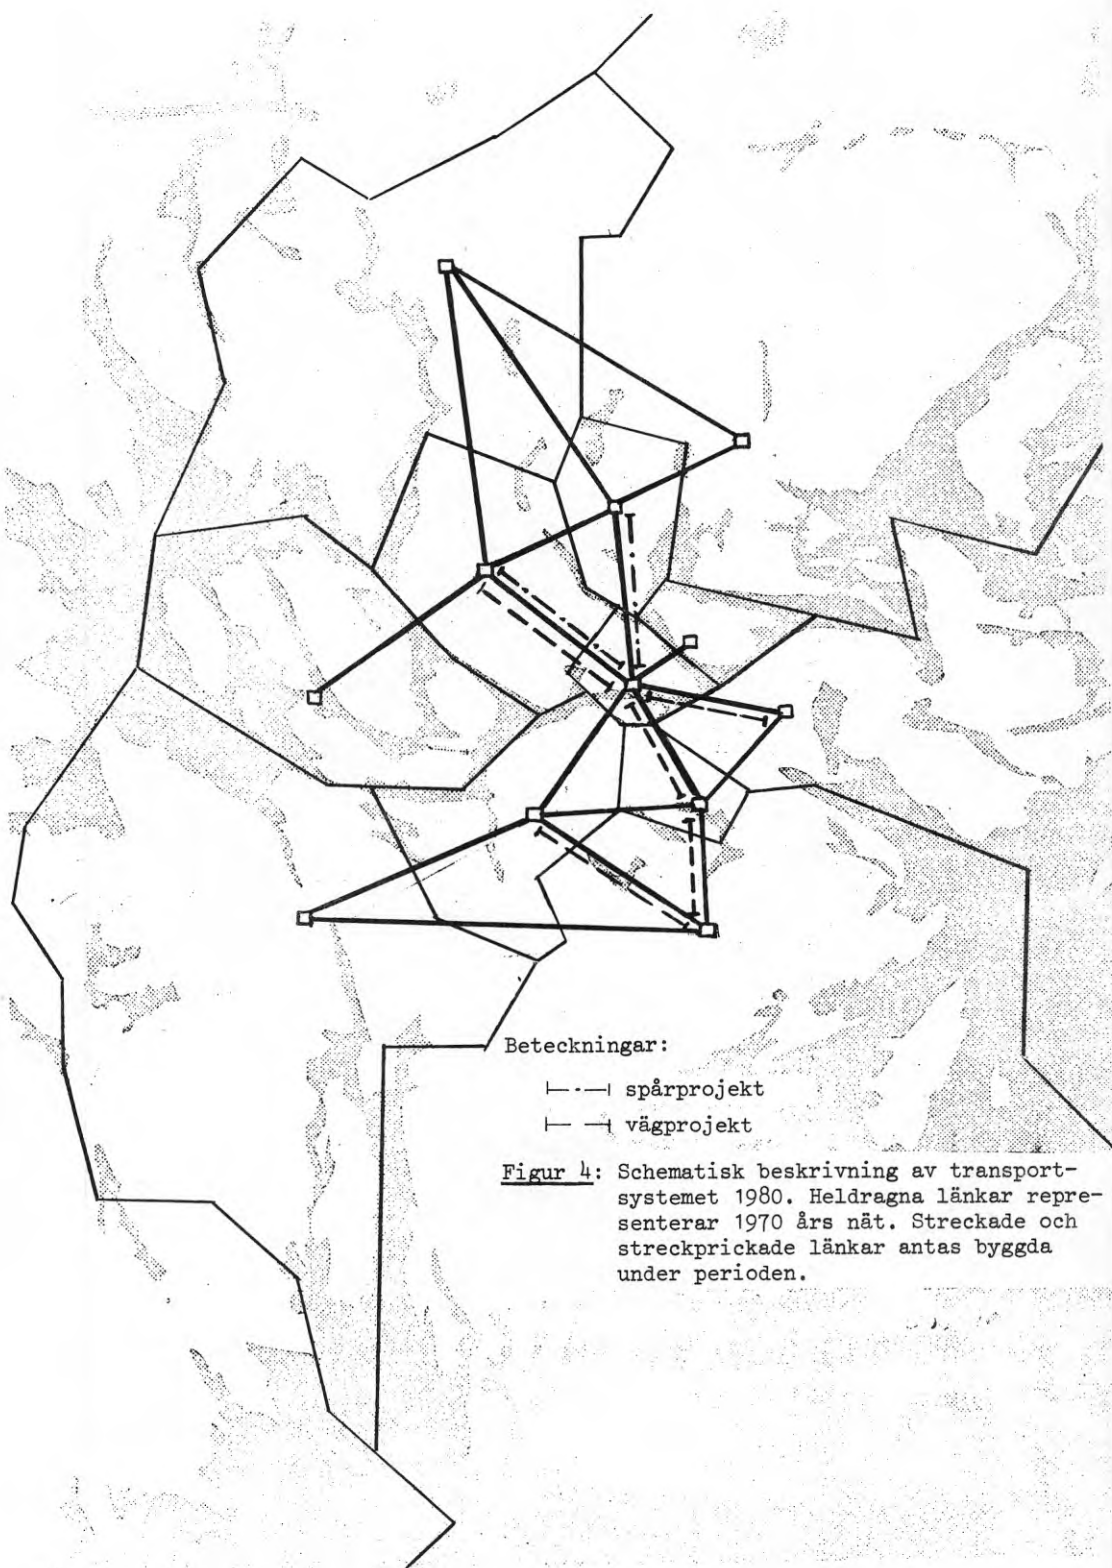 Beteckningar:
spårprojekt
vägprojekt
Figur 4: Schematisk beskrivning av transport-
systemet 1980. Heldragna länkar repre-
senterar 1970 års nät. Streckade och
streckprickade länkar antas byggda
under perioden.